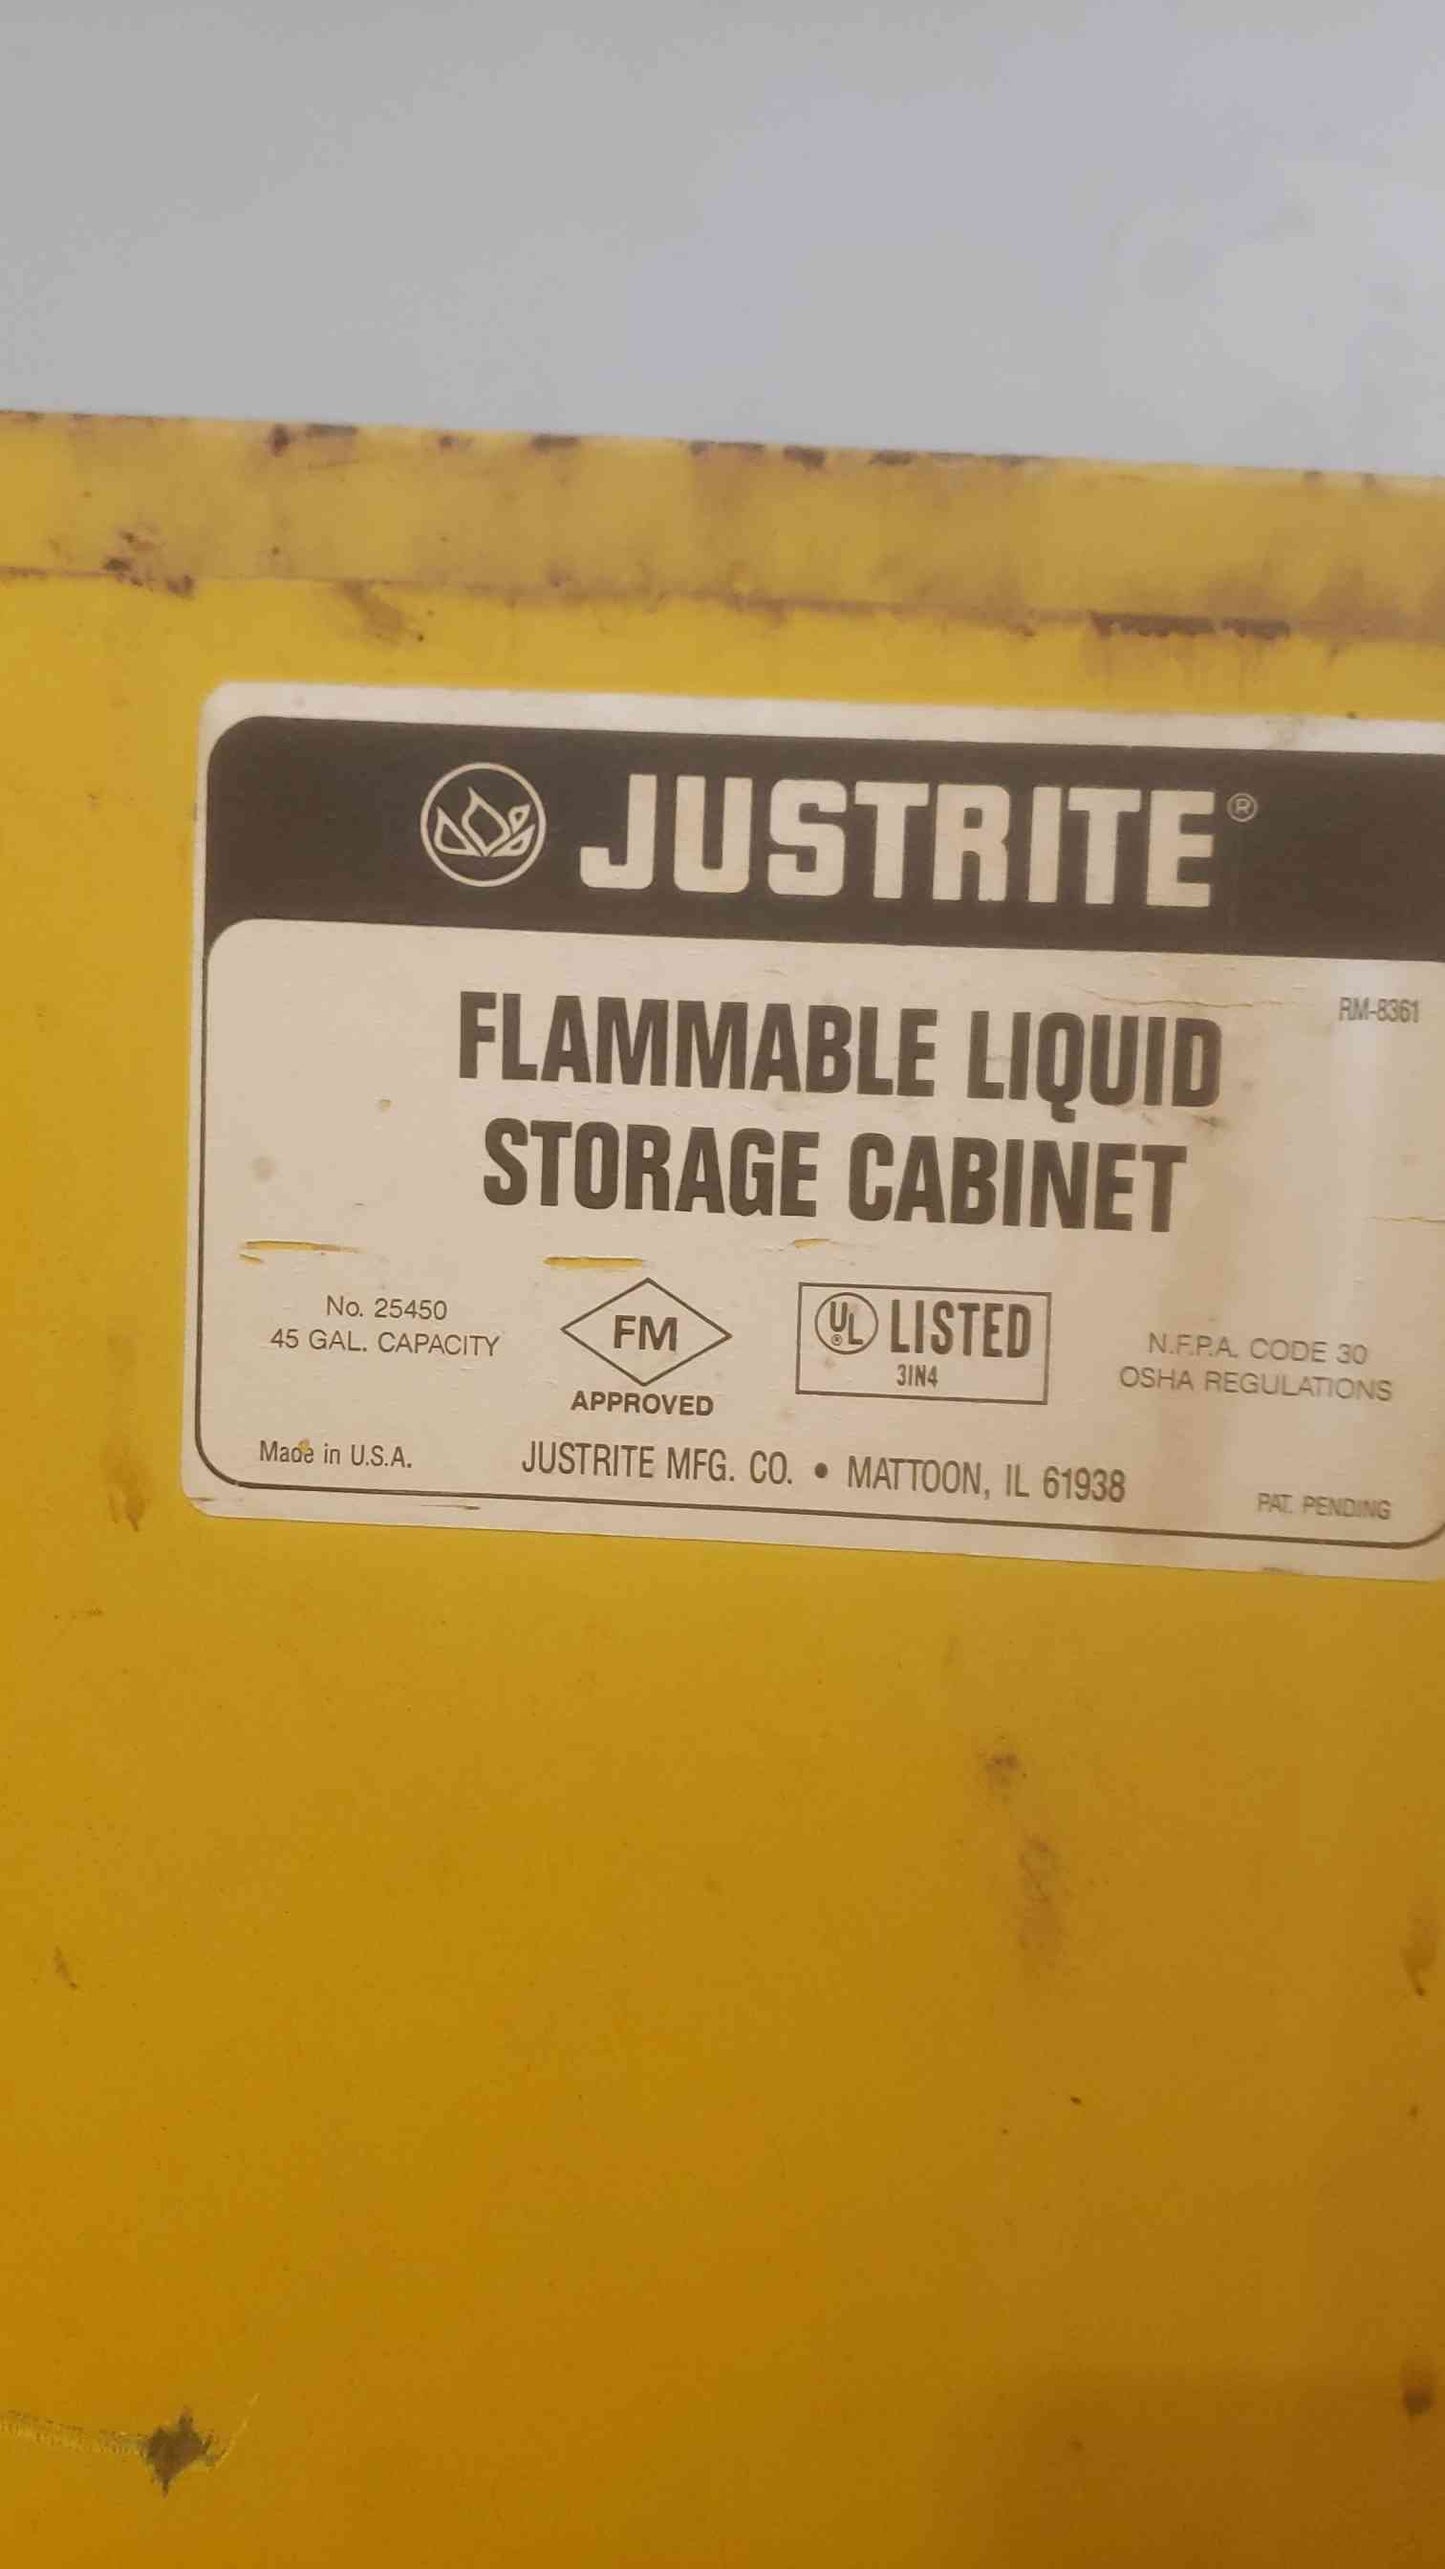 JUSTRITE®
RM-8361
FLAMMABLE LIQUID
STORAGE CABINET
No. 25450
45 GAL. CAPACITY
FM
APPROVED
UL® LISTED
3IN4
N.F.P.A. CODE 30
OSHA REGULATIONS
Made in U.S.A.
JUSTRITE MFG. CO. • MATTOON, IL 61938
PAT. PENDING